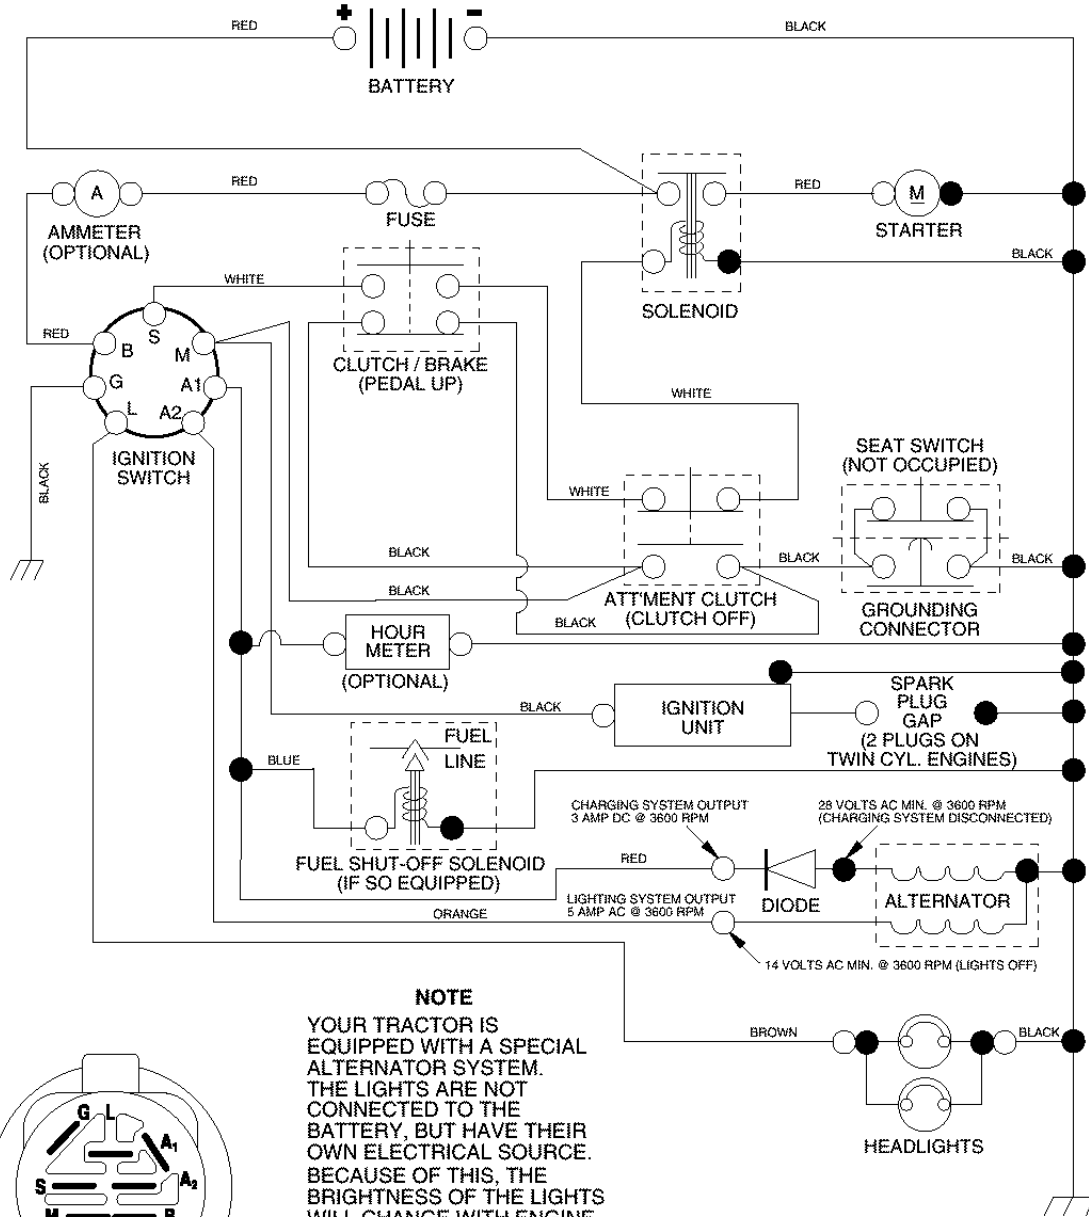 + -
RED
BLACK
BATTERY
A
RED
FUSE
RED
M
STARTER
AMMETER
(OPTIONAL)
BLACK
SOLENOID
WHITE
RED
S
B
M
G
A1
L
A2
IGNITION
SWITCH
CLUTCH / BRAKE
(PEDAL UP)
WHITE
BLACK
SEAT SWITCH
(NOT OCCUPIED)
WHITE
BLACK
BLACK
BLACK
BLACK
ATT'MENT CLUTCH
(CLUTCH OFF)
BLACK
GROUNDING
CONNECTOR
HOUR
METER
(OPTIONAL)
BLACK
IGNITION
UNIT
SPARK
PLUG
GAP
(2 PLUGS ON
TWIN CYL. ENGINES)
BLUE
FUEL
LINE
FUEL SHUT-OFF SOLENOID
(IF SO EQUIPPED)
CHARGING SYSTEM OUTPUT
3 AMP DC @ 3600 RPM
28 VOLTS AC MIN. @ 3600 RPM
(CHARGING SYSTEM DISCONNECTED)
RED
DIODE
ALTERNATOR
LIGHTING SYSTEM OUTPUT
5 AMP AC @ 3600 RPM
ORANGE
14 VOLTS AC MIN. @ 3600 RPM (LIGHTS OFF)
BROWN
BLACK
HEADLIGHTS
NOTE
YOUR TRACTOR IS
EQUIPPED WITH A SPECIAL
ALTERNATOR SYSTEM.
THE LIGHTS ARE NOT
CONNECTED TO THE
BATTERY, BUT HAVE THEIR
OWN ELECTRICAL SOURCE.
BECAUSE OF THIS, THE
BRIGHTNESS OF THE LIGHTS
WILL CHANGE WITH ENGINE
G L
A1
A2
S
M
B